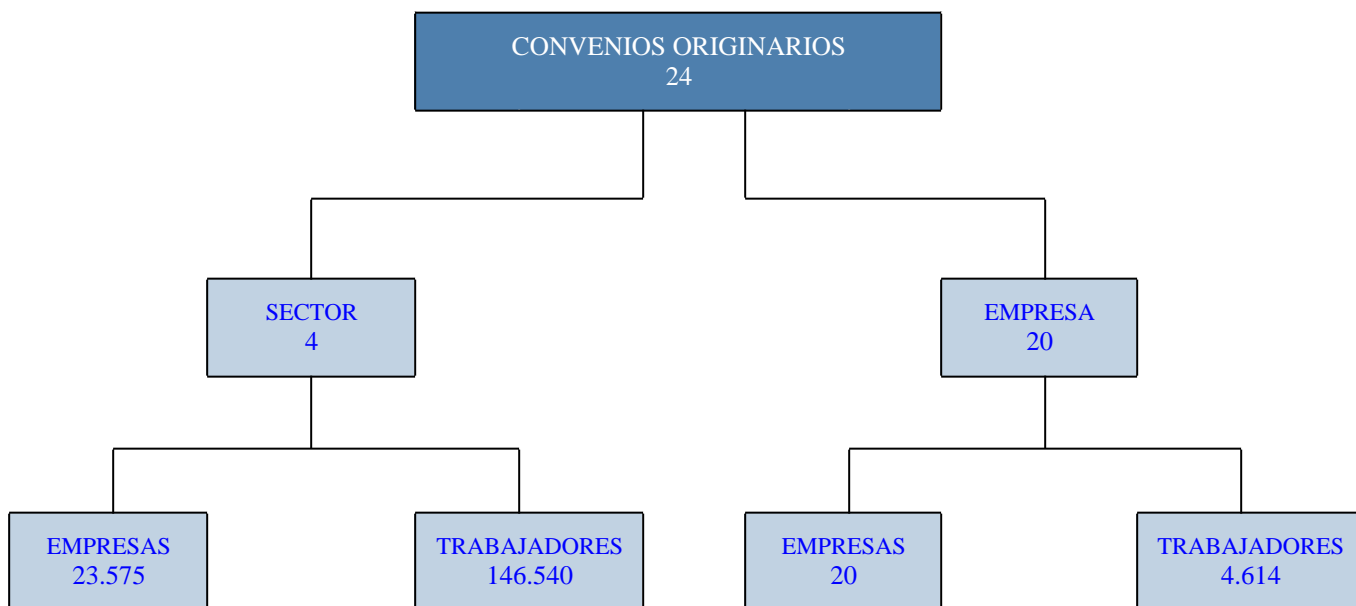 CONVENIOS ORIGINARIOS
24
SECTOR
4
EMPRESA
20
EMPRESAS
23.575
TRABAJADORES
146.540
EMPRESAS
20
TRABAJADORES
4.614